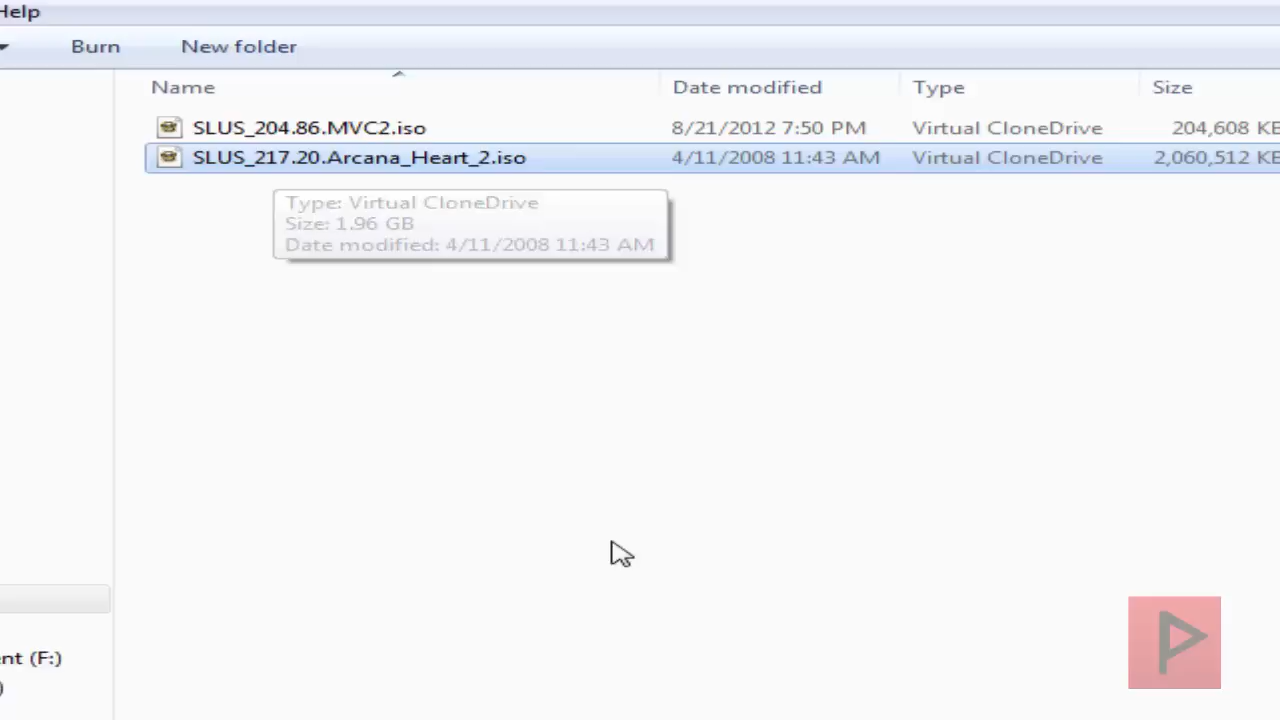 Help
Burn New folder
Name Date modified Type Size
SLUS_204.86.MVC2.iso 8/21/2012 7:50 PM Virtual CloneDrive 204,608 KB
SLUS_217.20.Arcana_Heart_2.iso 4/11/2008 11:43 AM Virtual CloneDrive 2,060,512 KB
Type: Virtual CloneDrive
Size: 1.96 GB
Date modified: 4/11/2008 11:43 AM
nt (F:)
)
P